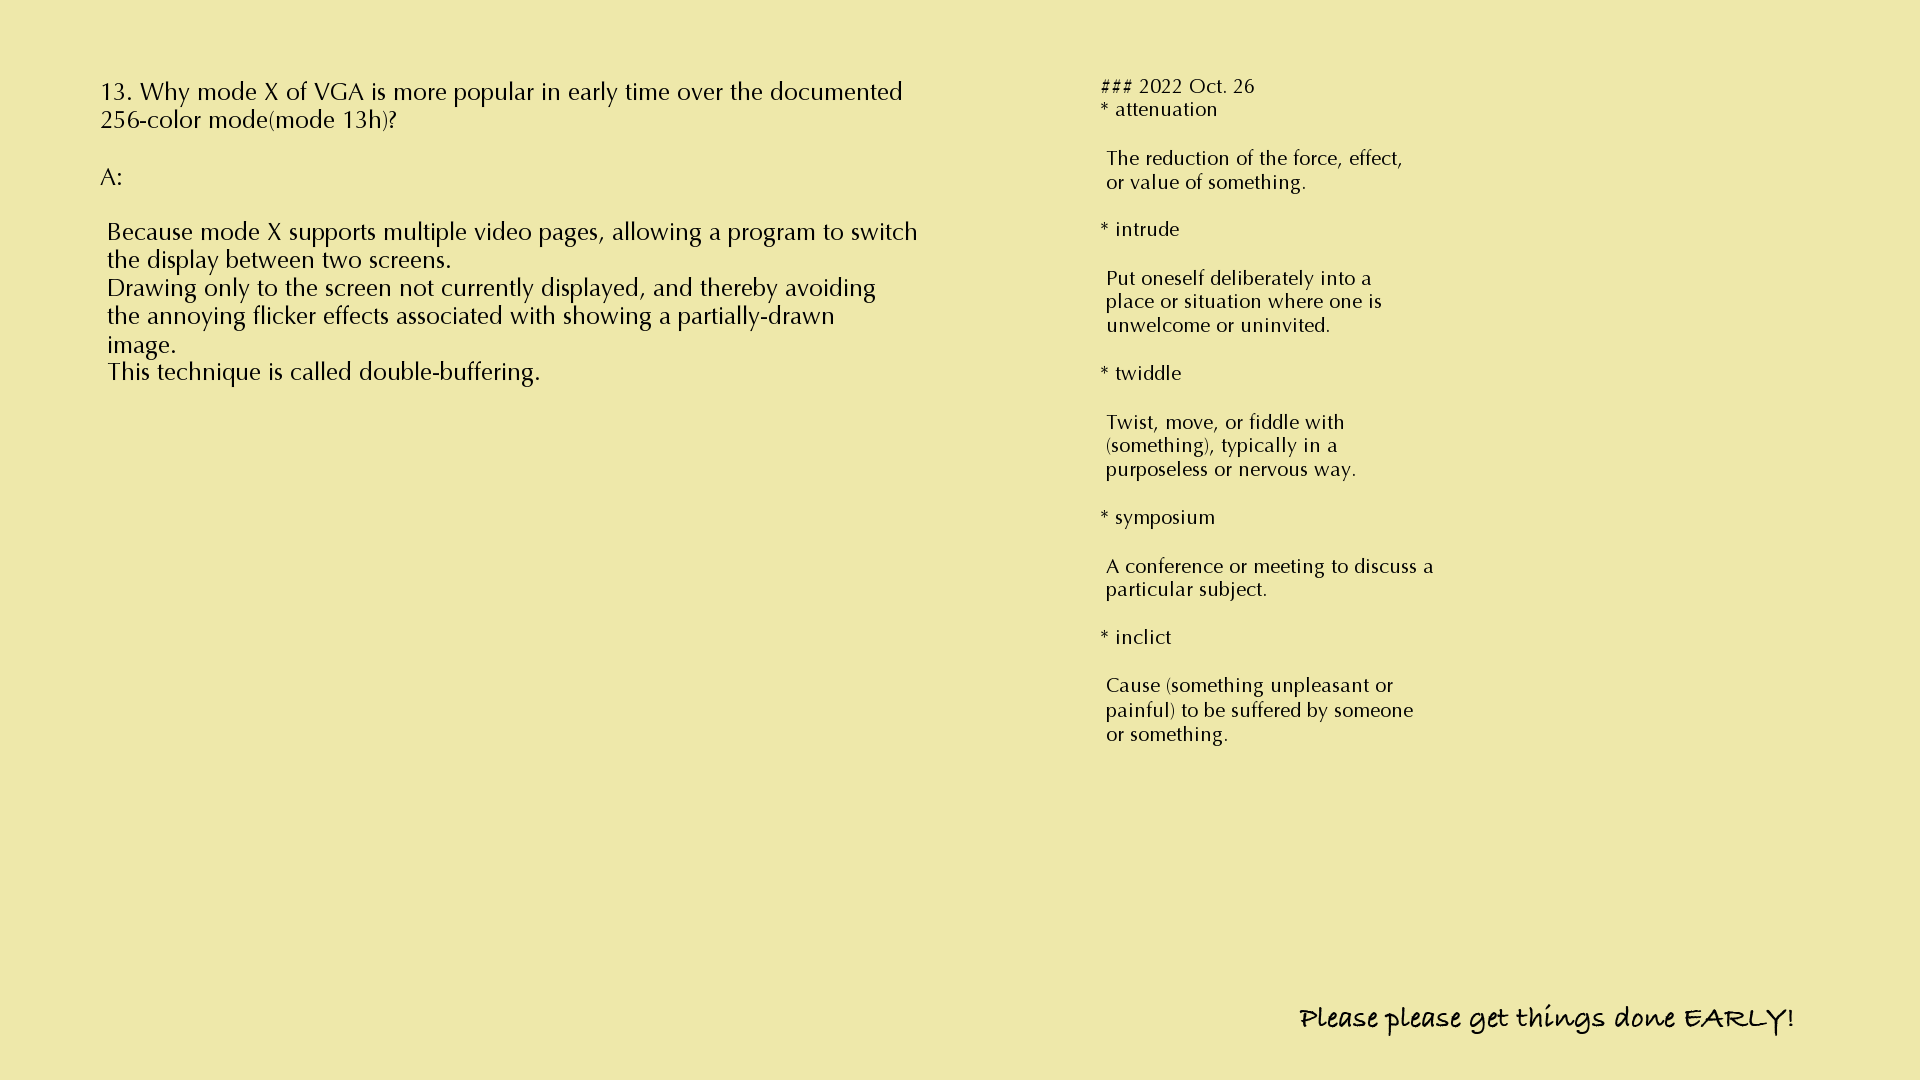 13. Why mode X of VGA is more popular in early time over the documented
256-color mode(mode 13h)?
A:
Because mode X supports multiple video pages, allowing a program to switch
the display between two screens.
Drawing only to the screen not currently displayed, and thereby avoiding
the annoying flicker effects associated with showing a partially-drawn
image.
This technique is called double-buffering.
### 2022 Oct. 26
* attenuation
The reduction of the force, effect,
or value of something.
* intrude
Put oneself deliberately into a
place or situation where one is
unwelcome or uninvited.
* twiddle
Twist, move, or fiddle with
(something), typically in a
purposeless or nervous way.
* symposium
A conference or meeting to discuss a
particular subject.
* inclict
Cause (something unpleasant or
painful) to be suffered by someone
or something.
Please please get things done EARLY!